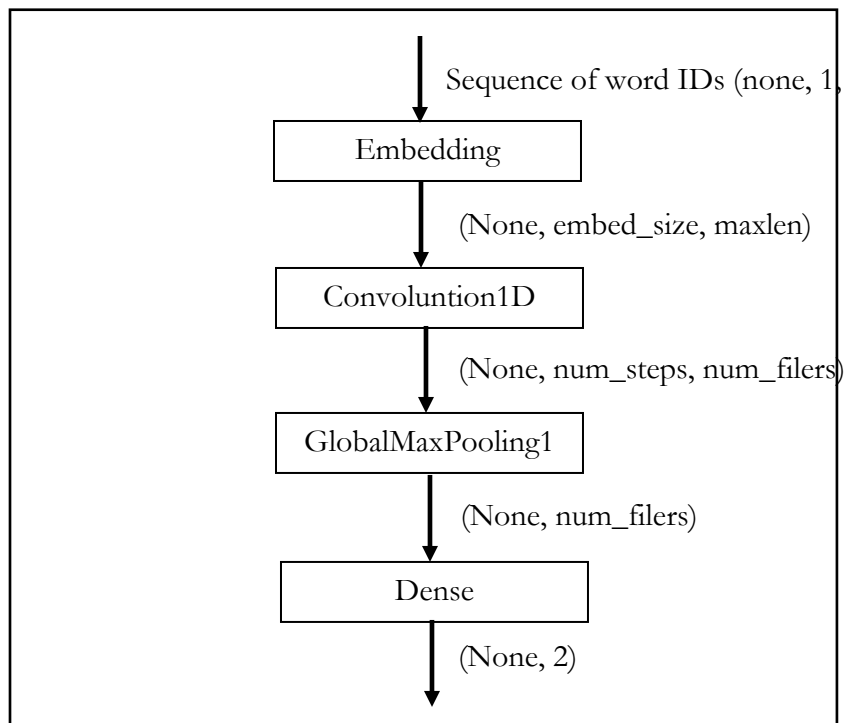 Sequence of word IDs (none, 1,
Embedding
(None, embed_size, maxlen)
Convoluntion1D
(None, num_steps, num_filers)
GlobalMaxPooling1
(None, num_filers)
Dense
(None, 2)